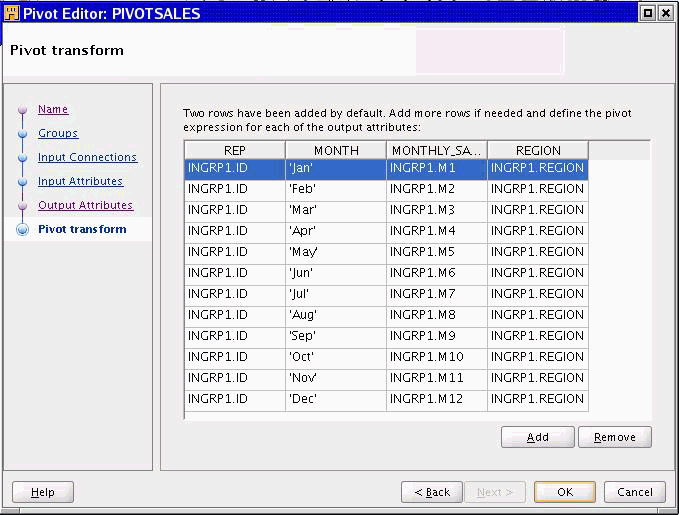 Pivot Editor: PIVOTSALES
Pivot transform
Name
Groups
Input Connections
Input Attributes
Output Attributes
Pivot transform
Two rows have been added by default. Add more rows if needed and define the pivot
expression for each of the output attributes:
REP MONTH MONTHLY_SA... REGION
INGRP1.ID 'Jan' INGRP1.M1 INGRP1.REGION
INGRP1.ID 'Feb' INGRP1.M2 INGRP1.REGION
INGRP1.ID 'Mar' INGRP1.M3 INGRP1.REGION
INGRP1.ID 'Apr' INGRP1.M4 INGRP1.REGION
INGRP1.ID 'May' INGRP1.M5 INGRP1.REGION
INGRP1.ID 'Jun' INGRP1.M6 INGRP1.REGION
INGRP1.ID 'Jul' INGRP1.M7 INGRP1.REGION
INGRP1.ID 'Aug' INGRP1.M8 INGRP1.REGION
INGRP1.ID 'Sep' INGRP1.M9 INGRP1.REGION
INGRP1.ID 'Oct' INGRP1.M10 INGRP1.REGION
INGRP1.ID 'Nov' INGRP1.M11 INGRP1.REGION
INGRP1.ID 'Dec' INGRP1.M12 INGRP1.REGION
Add Remove
Help < Back Next > OK Cancel